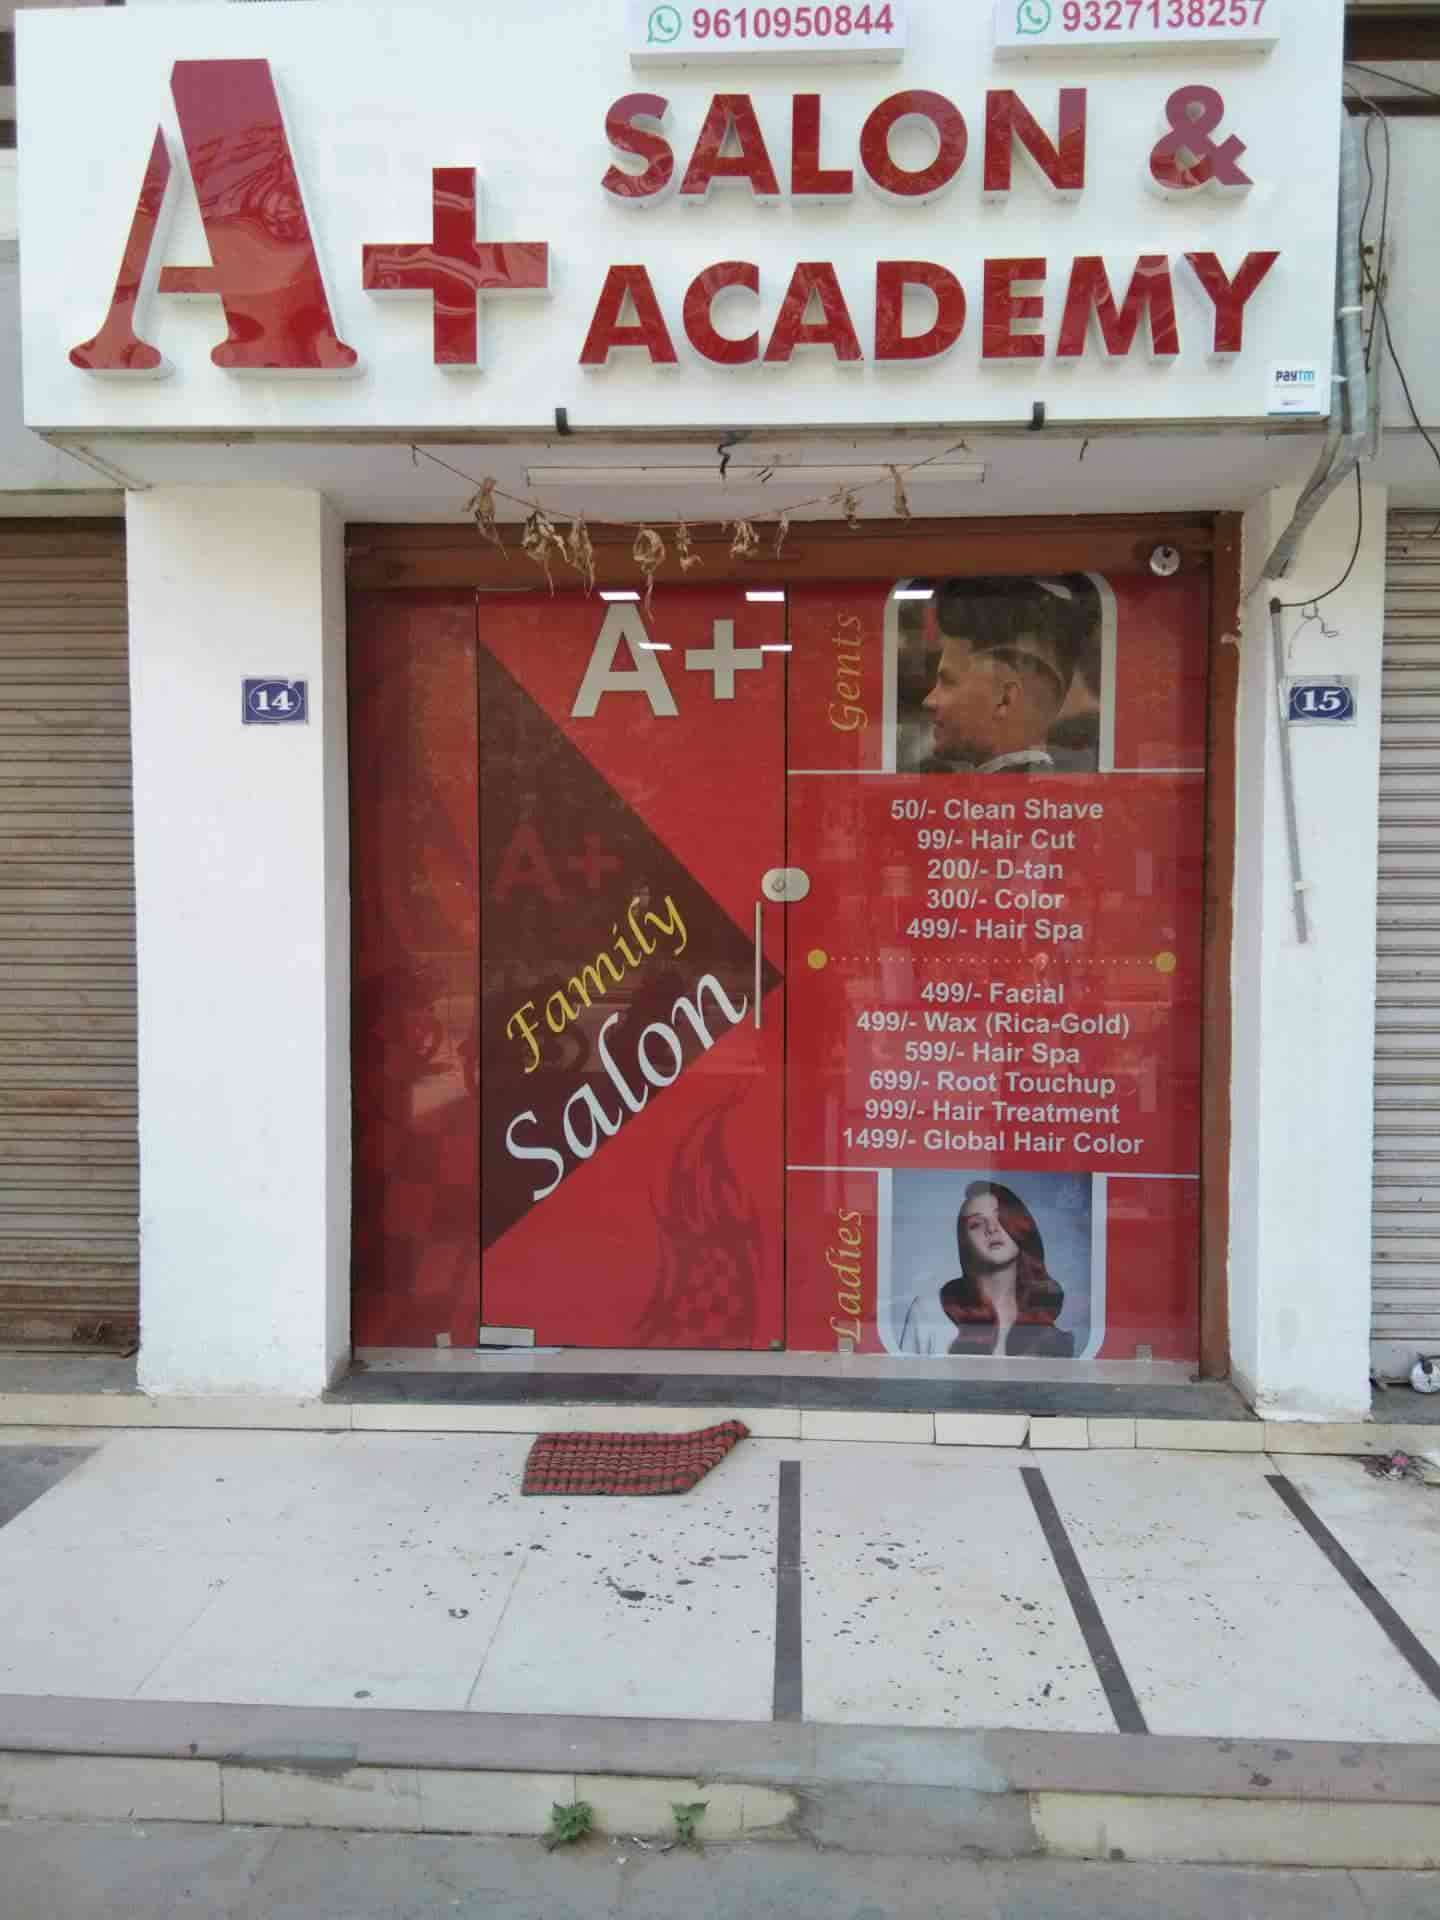 9610950844
9327138257
A+
SALON &
ACADEMY
Paytm
14
15
A+
A+
Family
Salon
Gents
50/- Clean Shave
99/- Hair Cut
200/- D-tan
300/- Color
499/- Hair Spa
499/- Facial
499/- Wax (Rica-Gold)
599/- Hair Spa
699/- Root Touchup
999/- Hair Treatment
1499/- Global Hair Color
Ladies